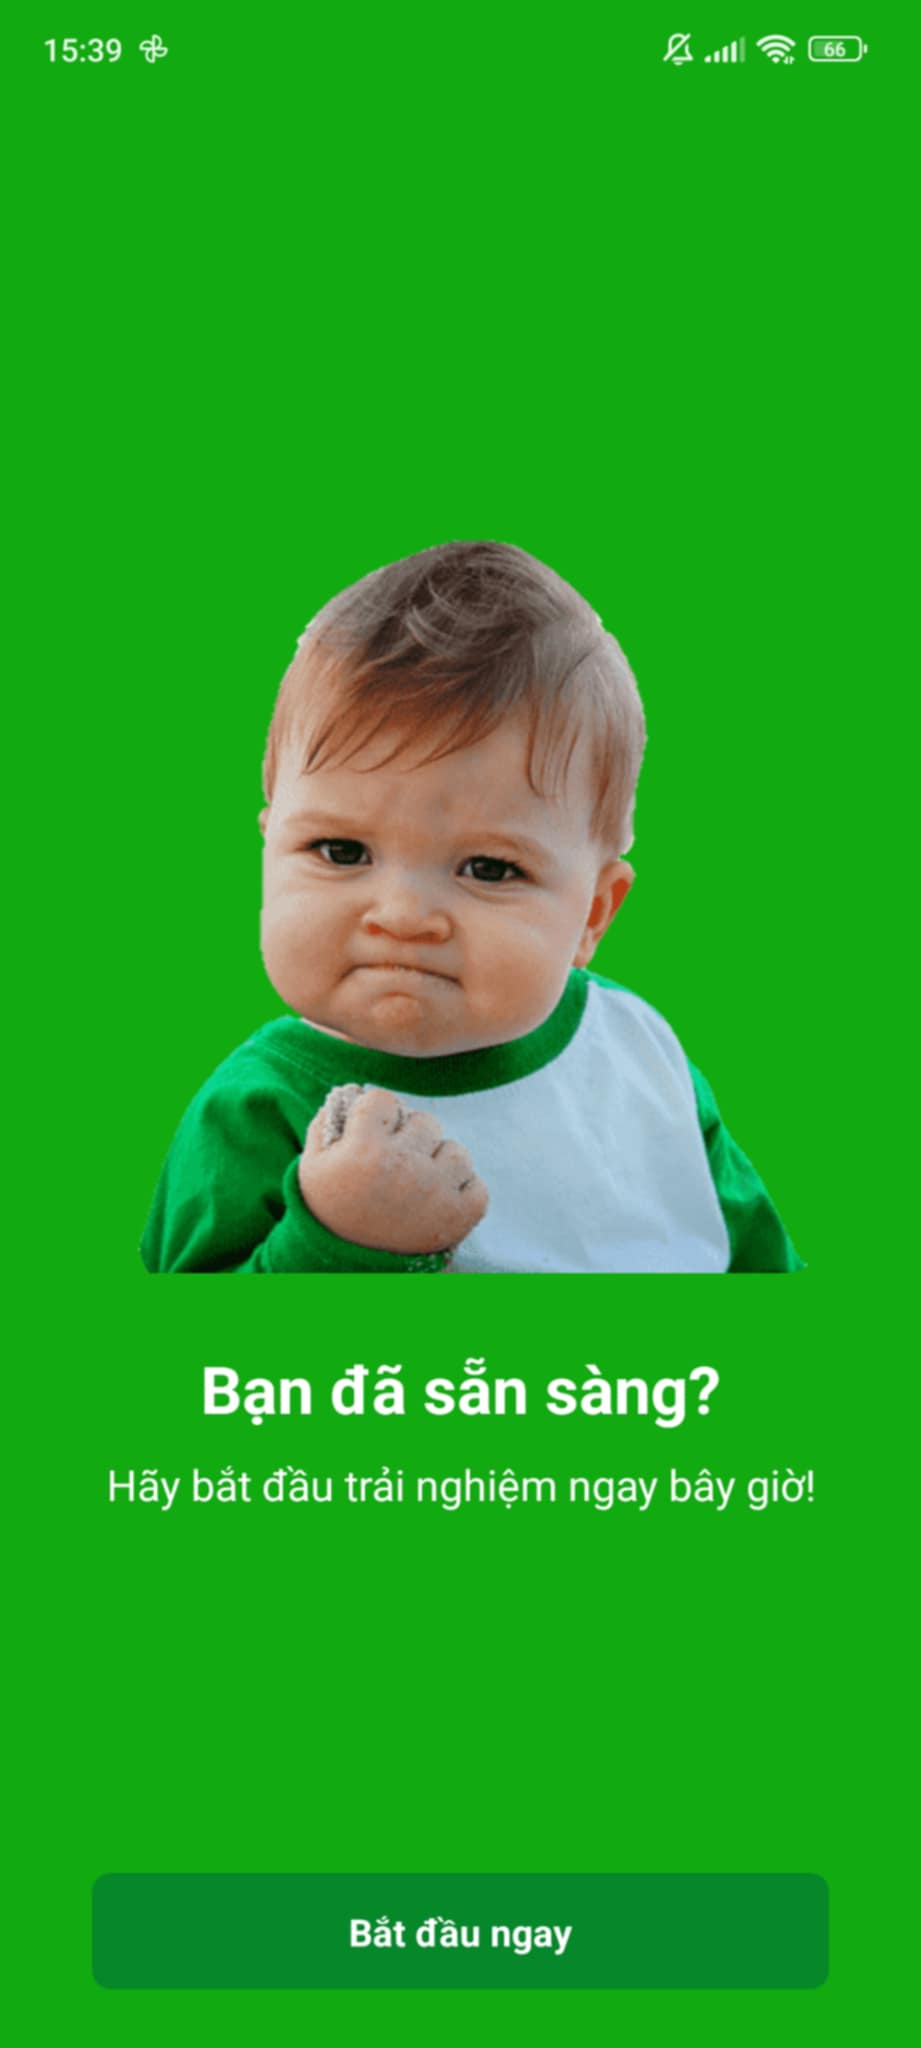 15:39
66
Bạn đã sẵn sàng?
Hãy bắt đầu trải nghiệm ngay bây giờ!
Bắt đầu ngay